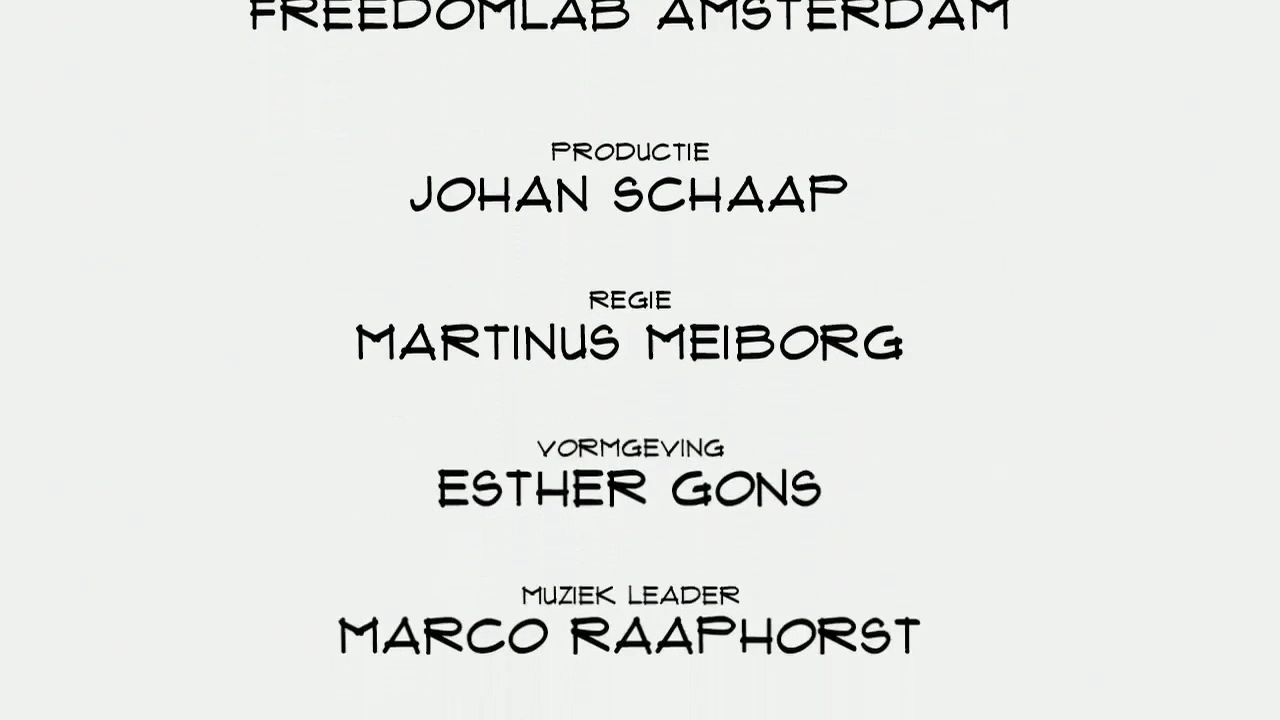 FREEDOMLAB AMSTERDAM
PRODUCTIE
JOHAN SCHAAP
REGIE
MARTINUS MEIBORG
VORMGEVING
ESTHER GONS
MUZIEK LEADER
MARCO RAAPHORST